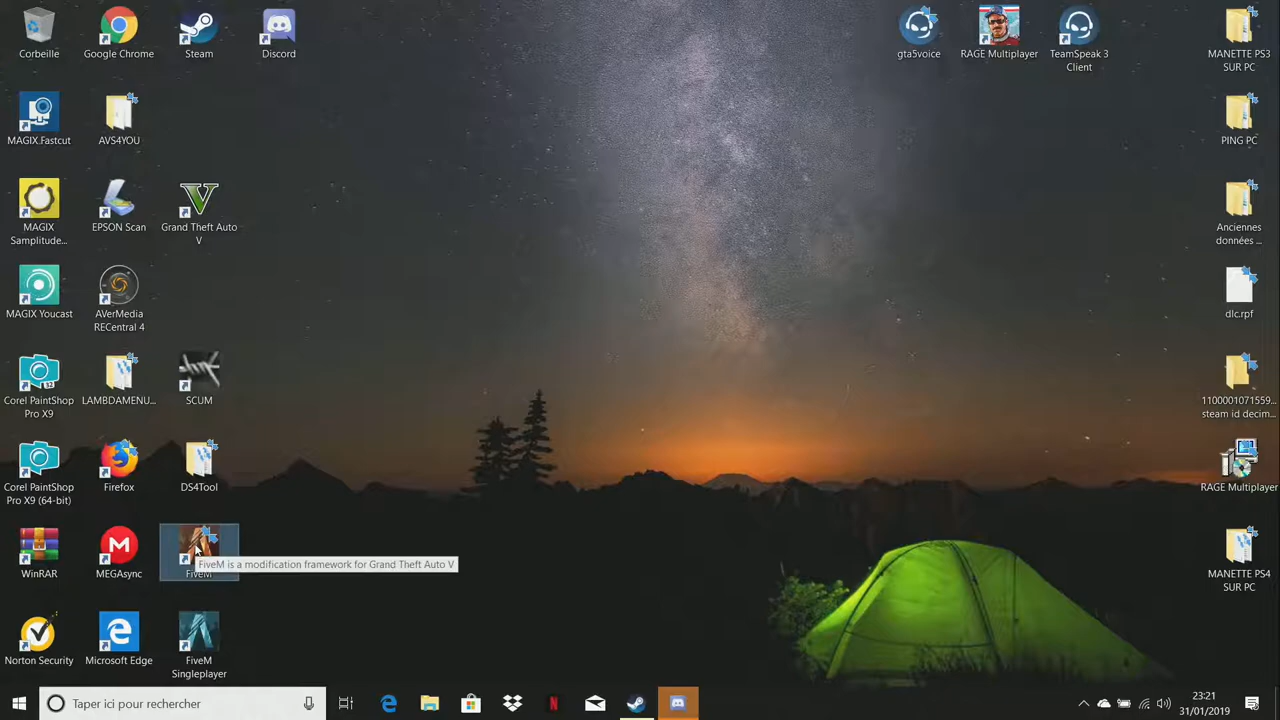 Corbeille
Google Chrome
Steam
Discord
gta5voice
RAGE Multiplayer
TeamSpeak 3
Client
MANETTE PS3
SUR PC
MAGIX.Fastcut
AVS4YOU
PING PC
MAGIX
Samplitude...
EPSON Scan
Grand Theft Auto
V
Anciennes
données ...
MAGIX Youcast
AVerMedia
RECentral 4
dlc.rpf
Corel PaintShop
Pro X9
LAMBDAMENU...
SCUM
1100001071559...
steam id decim...
Corel PaintShop
Pro X9 (64-bit)
Firefox
DS4Tool
RAGE Multiplayer
WinRAR
MEGAsync
FiveM
FiveM is a modification framework for Grand Theft Auto V
MANETTE PS4
SUR PC
Norton Security
Microsoft Edge
FiveM
Singleplayer
Taper ici pour rechercher
23:21
31/01/2019